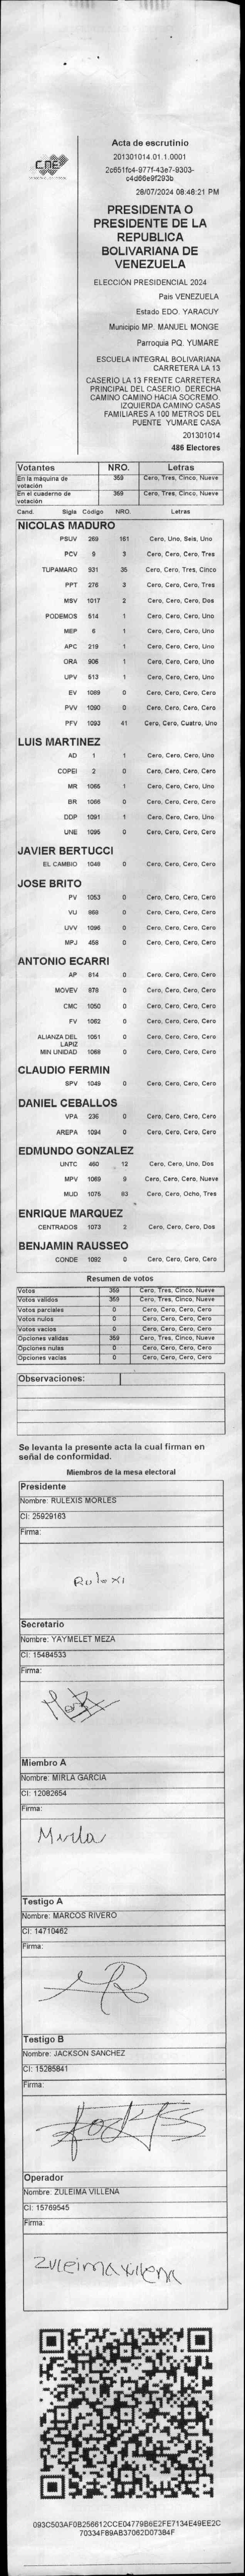 CNE
Acta de escrutinio
201301014.01.1.0001
2c651fc4-977f-43e7-9303-
c4d66e9f293b
28/07/2024 08:48:21 PM
PRESIDENTA O
PRESIDENTE DE LA
REPUBLICA
BOLIVARIANA DE
VENEZUELA
ELECCIÓN PRESIDENCIAL 2024
Pais VENEZUELA
Estado EDO. YARACUY
Municipio MP. MANUEL MONGE
Parroquia PQ. YUMARE
ESCUELA INTEGRAL BOLIVARIANA
CARRETERA LA 13
CASERIO LA 13 FRENTE CARRETERA
PRINCIPAL DEL CASERIO. DERECHA
CAMINO CAMINO HACIA SOCREMO.
IZQUIERDA CAMINO CASAS
FAMILIARES A 100 METROS DEL
PUENTE YUMARE CASA
201301014
486 Electores
Votantes NRO. Letras
En la máquina de votación 359 Cero, Tres, Cinco, Nueve
En el cuaderno de votación 359 Cero, Tres, Cinco, Nueve
Cand. Sigla Código NRO. Letras
NICOLAS MADURO
PSUV 269 161 Cero, Uno, Seis, Uno
PCV 9 3 Cero, Cero, Cero, Tres
TUPAMARO 931 35 Cero, Cero, Tres, Cinco
PPT 276 3 Cero, Cero, Cero, Tres
MSV 1017 2 Cero, Cero, Cero, Dos
PODEMOS 514 1 Cero, Cero, Cero, Uno
MEP 6 1 Cero, Cero, Cero, Uno
APC 219 1 Cero, Cero, Cero, Uno
ORA 906 1 Cero, Cero, Cero, Uno
UPV 513 1 Cero, Cero, Cero, Uno
EV 1089 0 Cero, Cero, Cero, Cero
PVV 1090 0 Cero, Cero, Cero, Cero
PFV 1093 41 Cero, Cero, Cuatro, Uno
LUIS MARTINEZ
AD 1 1 Cero, Cero, Cero, Uno
COPEI 2 0 Cero, Cero, Cero, Cero
MR 1065 1 Cero, Cero, Cero, Uno
BR 1066 0 Cero, Cero, Cero, Cero
DDP 1091 1 Cero, Cero, Cero, Uno
UNE 1095 0 Cero, Cero, Cero, Cero
JAVIER BERTUCCI
EL CAMBIO 1048 0 Cero, Cero, Cero, Cero
JOSE BRITO
PV 1053 0 Cero, Cero, Cero, Cero
VU 869 0 Cero, Cero, Cero, Cero
UVV 1096 0 Cero, Cero, Cero, Cero
MPJ 458 0 Cero, Cero, Cero, Cero
ANTONIO ECARRI
AP 814 0 Cero, Cero, Cero, Cero
MOVEV 878 0 Cero, Cero, Cero, Cero
CMC 1050 0 Cero, Cero, Cero, Cero
FV 1062 0 Cero, Cero, Cero, Cero
ALIANZA DEL LAPIZ 1051 0 Cero, Cero, Cero, Cero
MIN UNIDAD 1068 0 Cero, Cero, Cero, Cero
CLAUDIO FERMIN
SPV 1049 0 Cero, Cero, Cero, Cero
DANIEL CEBALLOS
VPA 236 0 Cero, Cero, Cero, Cero
AREPA 1094 0 Cero, Cero, Cero, Cero
EDMUNDO GONZALEZ
UNTC 460 12 Cero, Cero, Uno, Dos
MPV 1069 9 Cero, Cero, Cero, Nueve
MUD 1075 83 Cero, Cero, Ocho, Tres
ENRIQUE MARQUEZ
CENTRADOS 1073 2 Cero, Cero, Cero, Dos
BENJAMIN RAUSSEO
CONDE 1092 0 Cero, Cero, Cero, Cero
Resumen de votos
Votos 359 Cero, Tres, Cinco, Nueve
Votos validos 359 Cero, Tres, Cinco, Nueve
Votos parciales 0 Cero, Cero, Cero, Cero
Votos nulos 0 Cero, Cero, Cero, Cero
Votos vacios 0 Cero, Cero, Cero, Cero
Opciones validas 359 Cero, Tres, Cinco, Nueve
Opciones nulas 0 Cero, Cero, Cero, Cero
Opciones vacias 0 Cero, Cero, Cero, Cero
Observaciones:
Se levanta la presente acta la cual firman en
señal de conformidad.
Miembros de la mesa electoral
Presidente
Nombre: RULEXIS MORLES
CI: 25929163
Firma:
Rulexi
Secretario
Nombre: YAYMELET MEZA
CI: 15484533
Firma:
Miembro A
Nombre: MIRLA GARCIA
CI: 12082654
Firma:
Mirla
Testigo A
Nombre: MARCOS RIVERO
CI: 14710462
Firma:
Testigo B
Nombre: JACKSON SANCHEZ
CI: 15285841
Firma:
Operador
Nombre: ZULEIMA VILLENA
CI: 15769545
Firma:
Zuleima villena
093C503AF0B256612CCE04779B6E2FE7134E49EE2C
70334F89AB37062D07384F